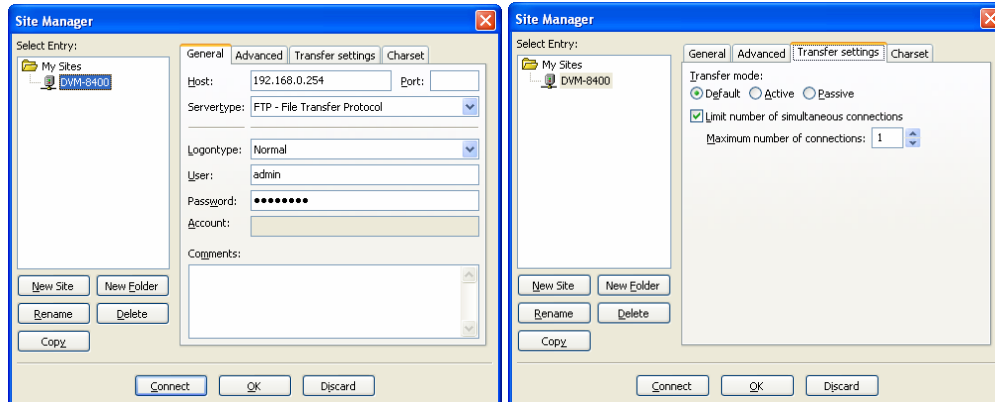 Site Manager
Select Entry:
My Sites
DVM-8400
General Advanced Transfer settings Charset
Host: 192.168.0.254 Port:
Servertype: FTP - File Transfer Protocol
Logontype: Normal
User: admin
Password: ●●●●●●●●
Account:
Comments:
New Site New Folder
Rename Delete
Copy
Connect OK Discard
Site Manager
Select Entry:
My Sites
DVM-8400
General Advanced Transfer settings Charset
Transfer mode:
Default Active Passive
Limit number of simultaneous connections
Maximum number of connections: 1
New Site New Folder
Rename Delete
Copy
Connect OK Discard